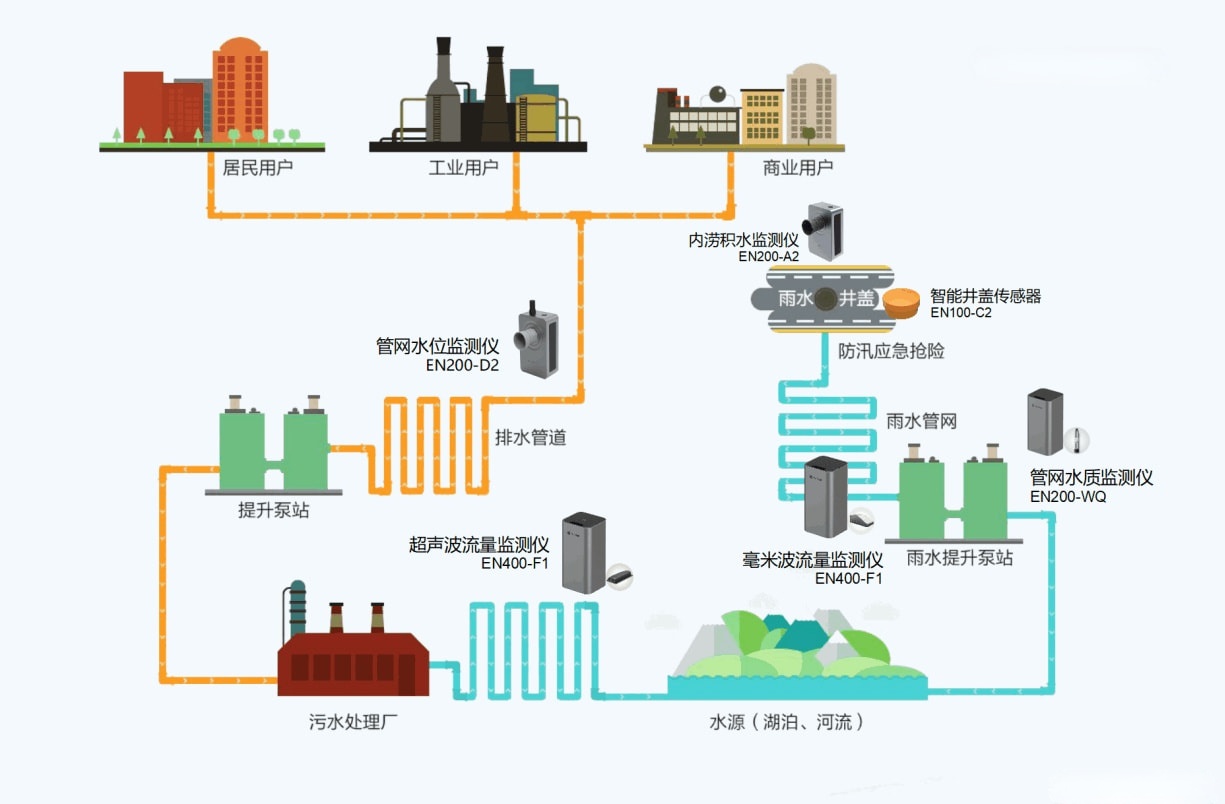 居民用户
工业用户
商业用户
内涝积水监测仪
EN200-A2
雨水
井盖
智能井盖传感器
EN100-C2
防汛应急抢险
管网水位监测仪
EN200-D2
排水管道
雨水管网
管网水质监测仪
EN200-WQ
提升泵站
超声波流量监测仪
EN400-F1
毫米波流量监测仪
EN400-F1
雨水提升泵站
污水处理厂
水源（湖泊、河流）